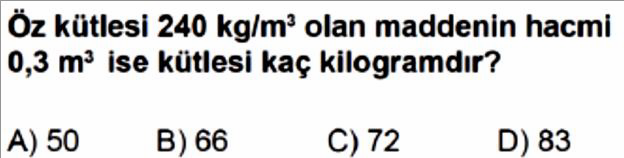 Öz kütlesi 240 kg/m³ olan maddenin hacmi
0,3 m³ ise kütlesi kaç kilogramdır?
A) 50 B) 66 C) 72 D) 83